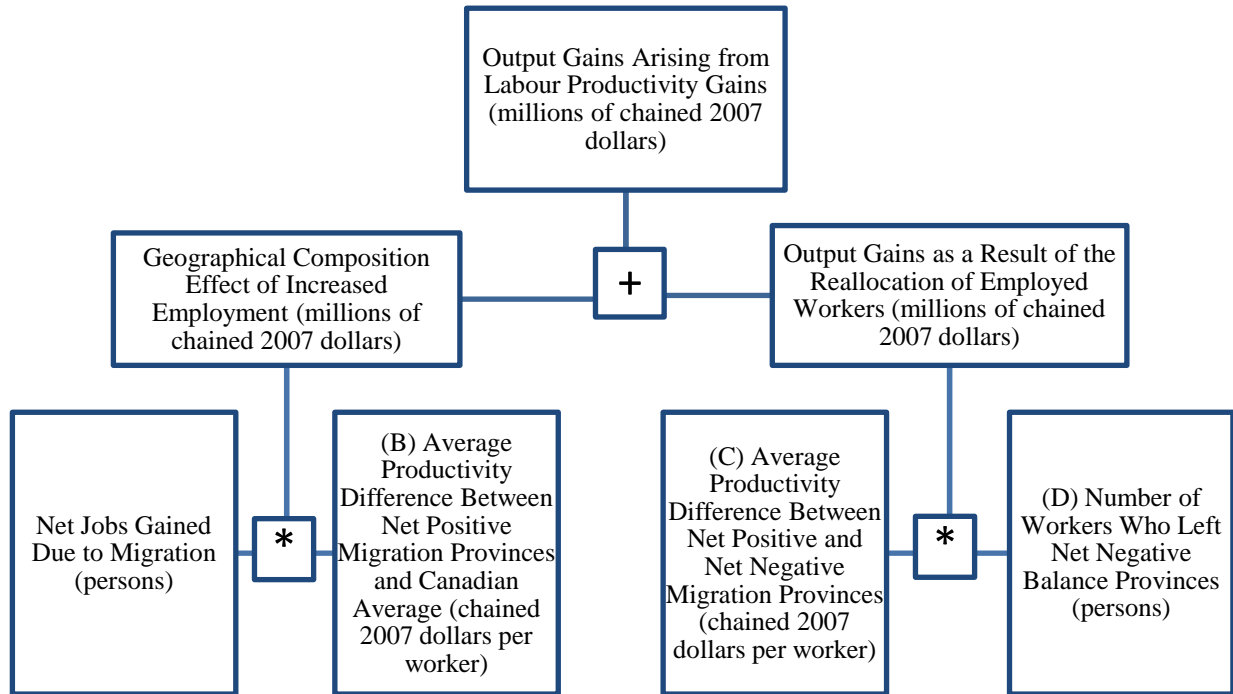 Output Gains Arising from
Labour Productivity Gains
(millions of chained 2007
dollars)
Geographical Composition
Effect of Increased
Employment (millions of
chained 2007 dollars)
+
Output Gains as a Result of the
Reallocation of Employed
Workers (millions of chained
2007 dollars)
Net Jobs Gained
Due to Migration
(persons)
*
(B) Average
Productivity
Difference Between
Net Positive
Migration Provinces
and Canadian
Average (chained
2007 dollars per
worker)
(C) Average
Productivity
Difference Between
Net Positive and
Net Negative
Migration Provinces
(chained 2007
dollars per worker)
*
(D) Number of
Workers Who Left
Net Negative
Balance Provinces
(persons)